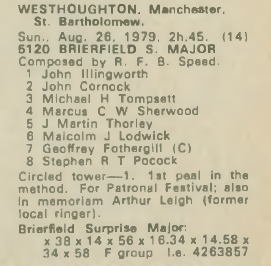 WESTHOUGHTON, Manchester,
St. Bartholomew.
Sun., Aug. 26, 1979, 2h.45. (14)
5120 BRIERFIELD S. MAJOR
Composed by R. F. B. Speed.
1 John Illingworth
2 John Cornock
3 Michael H Tompsett
4 Marcus C W Sherwood
5 J Martin Thorley
6 Malcolm J Lodwick
7 Geoffrey Fothergill (C)
8 Stephen R T Pocock
Circled tower—1. 1st peal in the
method. For Patronal Festival; also
in memoriam Arthur Leigh (former
local ringer).
Brierfield Surprise Major:
x 38 x 14 x 56 x 16.34 x 14.58 x
34 x 58 F group l.e. 4263857